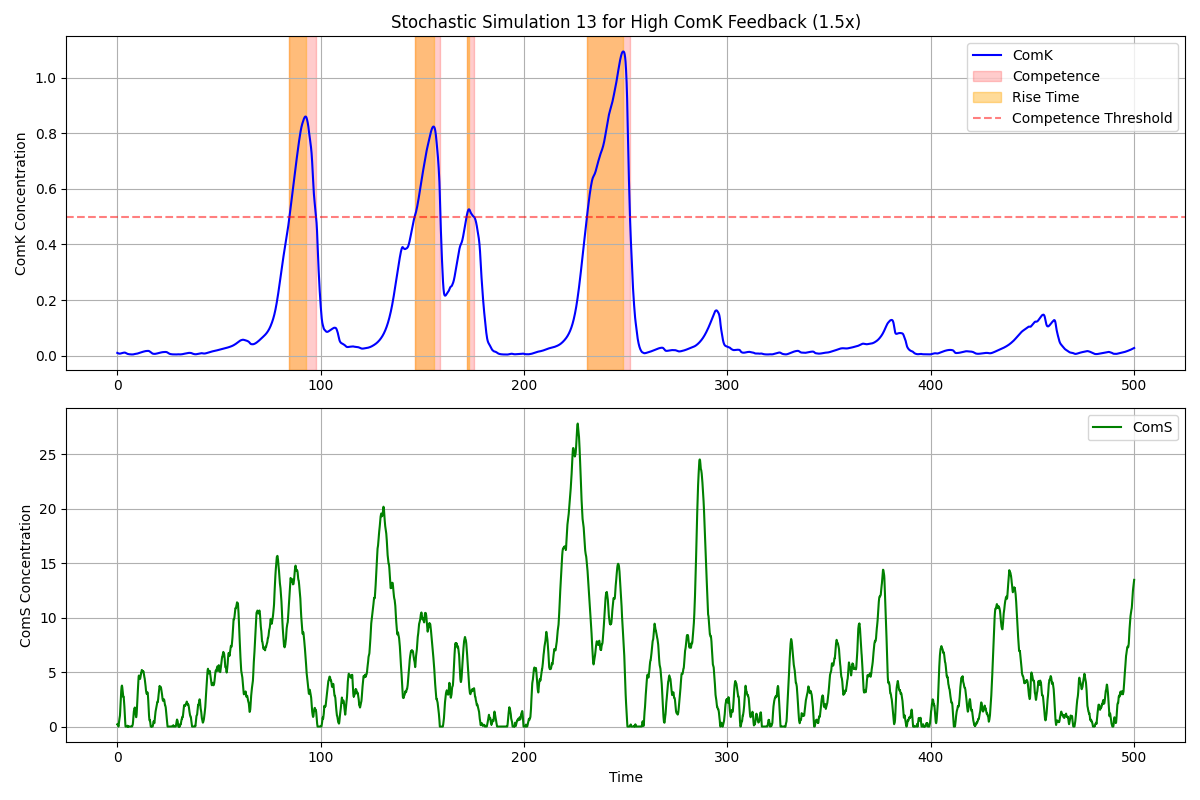 Stochastic Simulation 13 for High ComK Feedback (1.5x)
ComK Concentration
1.0
0.8
0.6
0.4
0.2
0.0
ComK
Competence
Rise Time
Competence Threshold
0 100 200 300 400 500
ComS Concentration
25
20
15
10
5
0
ComS
0 100 200 300 400 500
Time